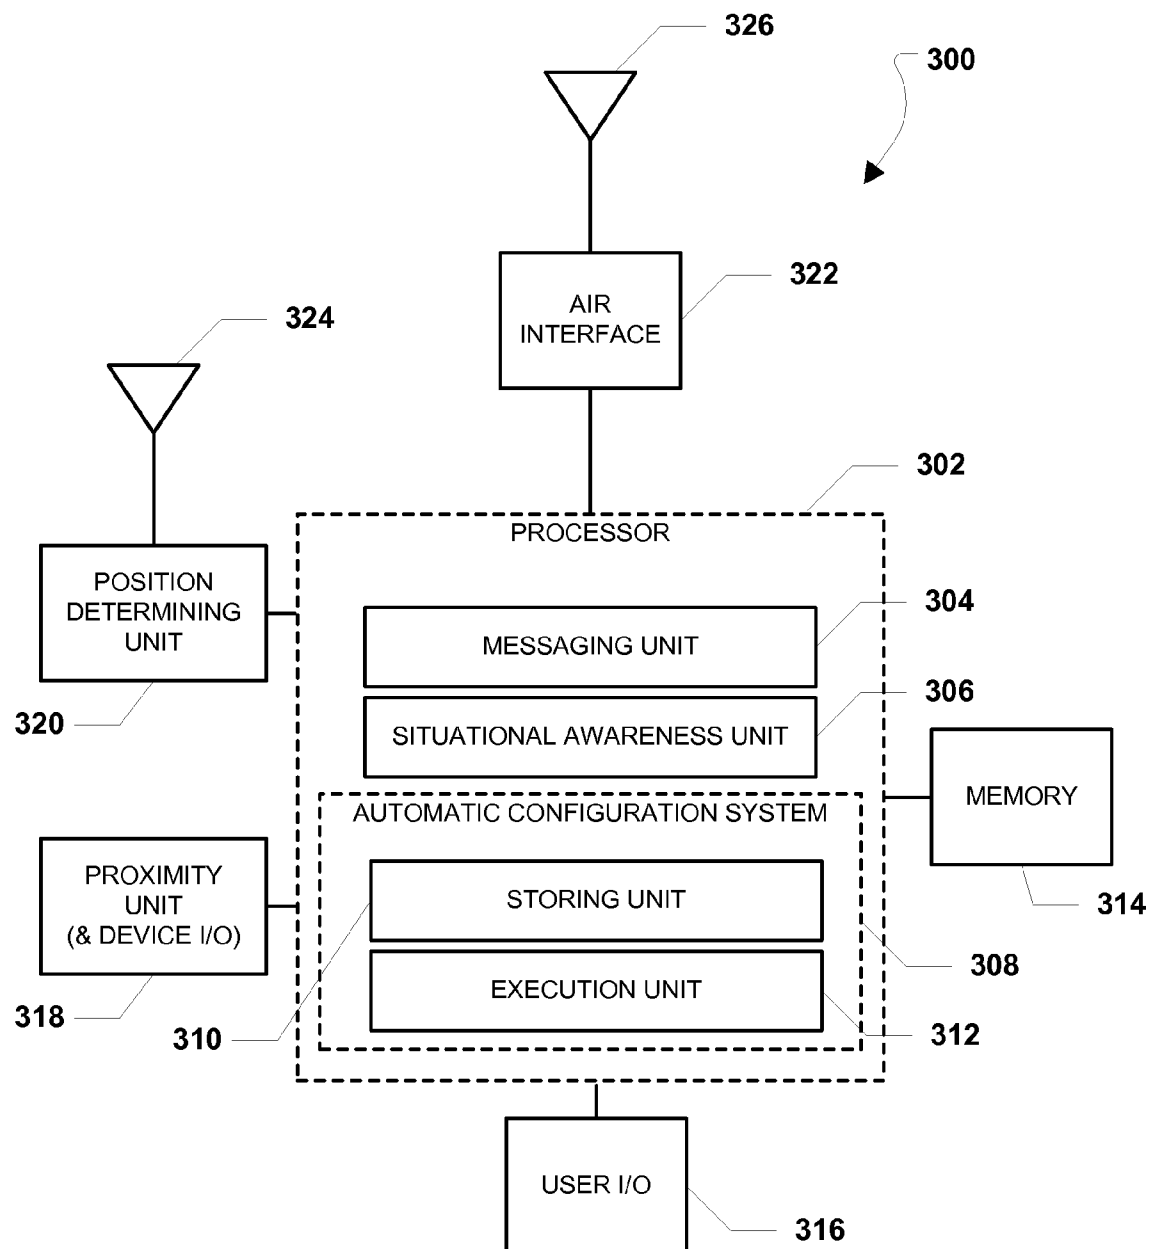 326
300
322
AIR
INTERFACE
324
302
PROCESSOR
POSITION
DETERMINING
UNIT
304
MESSAGING UNIT
306
320
SITUATIONAL AWARENESS UNIT
MEMORY
AUTOMATIC CONFIGURATION SYSTEM
PROXIMITY
UNIT
(& DEVICE I/O)
STORING UNIT
314
308
EXECUTION UNIT
318
310
312
USER I/O
316